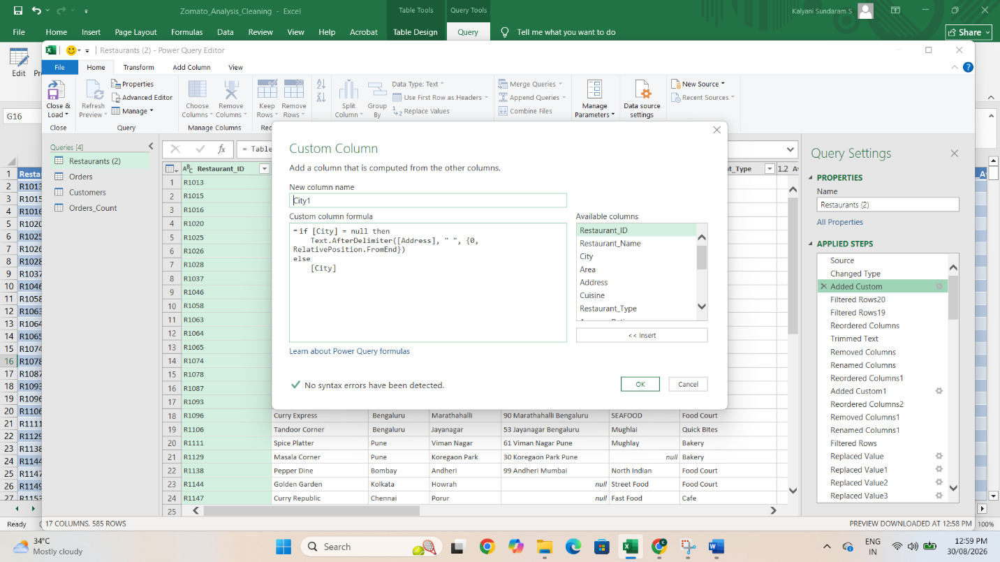 Zomato_Analysis_Cleaning - Excel
Table Tools
Query Tools
Kalyani Sundaram S
File
Home
Insert
Page Layout
Formulas
Data
Review
View
Help
Acrobat
Table Design
Query
Tell me what you want to do
Share
Edit
Restaurants (2) - Power Query Editor
File
Home
Transform
Add Column
View
?
Close &
Load
Refresh
Preview
Properties
Advanced Editor
Manage
Choose
Columns
Remove
Columns
Keep
Rows
Remove
Rows
Split
Column
Group
By
Data Type: Text
Use First Row as Headers
Replace Values
Merge Queries
Append Queries
Combine Files
Manage
Parameters
Data source
settings
New Source
Recent Sources
Close
Query
Manage Columns
G16
Queries [4]
Restaurants (2)
Orders
Customers
Orders_Count
fx
= Table
Restaurant_ID
t_Type
1.2
1 R1013
2 R1015
3 R1016
4 R1020
5 R1025
6 R1026
7 R1028
8 R1037
9 R1046
10 R1058
11 R1063
12 R1064
13 R1065
14 R1074
15 R1078
16 R1087
17 R1093
18 R1096 Curry Express Bengaluru Marathahalli 90 Marathahalli Bengaluru SEAFOOD Food Court
19 R1106 Tandoor Corner Bengaluru Jayanagar 53 Jayanagar Bengaluru Mughlai Quick Bites
20 R1111 Spice Platter Pune Viman Nagar 61 Viman Nagar Pune Mughlay Bakery
21 R1129 Masala Corner Pune Koregaon Park 30 Koregaon Park Pune null Bakery
22 R1138 Pepper Dine Bombay Andheri 99 Andheri Mumbai North Indian Food Court
23 R1144 Golden Garden Kolkata Howrah null Street Food Food Court
24 R1147 Curry Republic Chennai Porur null Fast Food Cafe
25
Custom Column
Add a column that is computed from the other columns.
New column name
City1
Custom column formula
=if [City] = null then
Text.AfterDelimiter([Address], " ", {0,
RelativePosition.FromEnd})
else
[City]
Available columns
Restaurant_ID
Restaurant_Name
City
Area
Address
Cuisine
Restaurant_Type
<< Insert
Learn about Power Query formulas
No syntax errors have been detected.
OK
Cancel
Query Settings
PROPERTIES
Name
Restaurants (2)
All Properties
APPLIED STEPS
Source
Changed Type
Added Custom
Filtered Rows20
Filtered Rows19
Reordered Columns
Trimmed Text
Removed Columns
Renamed Columns
Reordered Columns1
Added Custom1
Reordered Columns2
Removed Columns1
Renamed Columns1
Filtered Rows
Replaced Value
Replaced Value1
Replaced Value2
Replaced Value3
1 Resta
2 R1013
3 R1015
4 R1016
5 R1020
6 R1025
7 R1026
8 R1028
9 R1037
10 R1046
11 R1058
12 R1063
13 R1064
14 R1065
15 R1074
16 R1078
17 R1087
18 R1093
19 R1096
20 R1106
21 R1111
22 R1129
23 R1138
24 R1144
25 R1147
26 R1149
27
Ready
17 COLUMNS, 585 ROWS
PREVIEW DOWNLOADED AT 12:58 PM
100%
34°C
Mostly cloudy
Search
ENG
IN
12:59 PM
30/08/2026